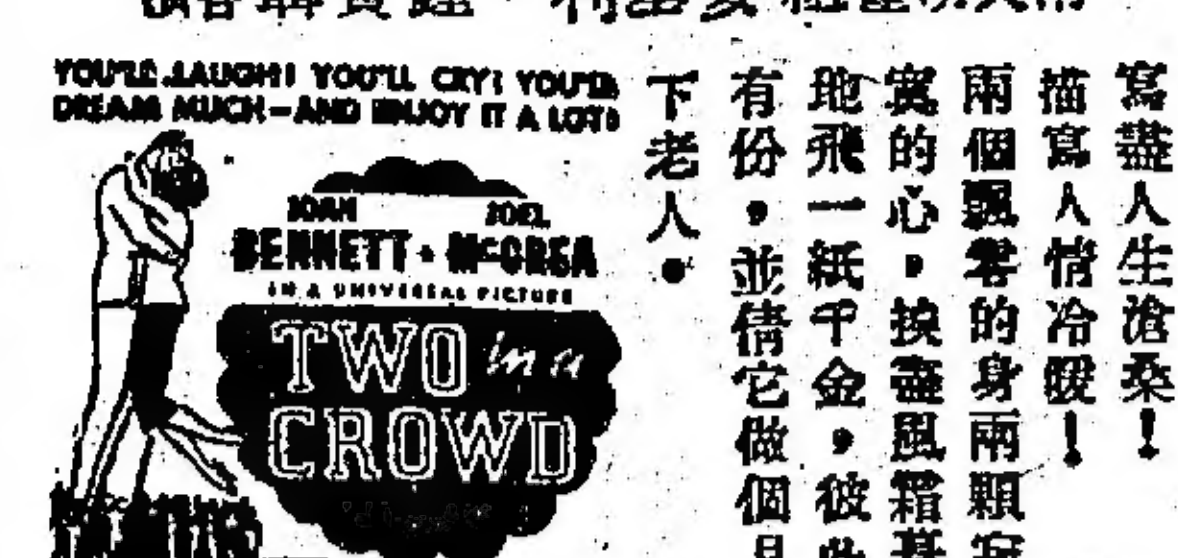 YOU'LL LAUGH! YOU'LL CRY! YOU'LL
DREAM MUCH—AND ENJOY IT A LOT!
JOAN JOEL
BENNETT + McCREA
IN A UNIVERSAL PICTURE
TWO in a
CROWD
寫盡人生滄桑！
描寫人情冷暖！
兩個飄零的身兩顆
實的心，揆盡風霜
地飛一紙千金，彼此
有份，並倩它做個月
下老人。